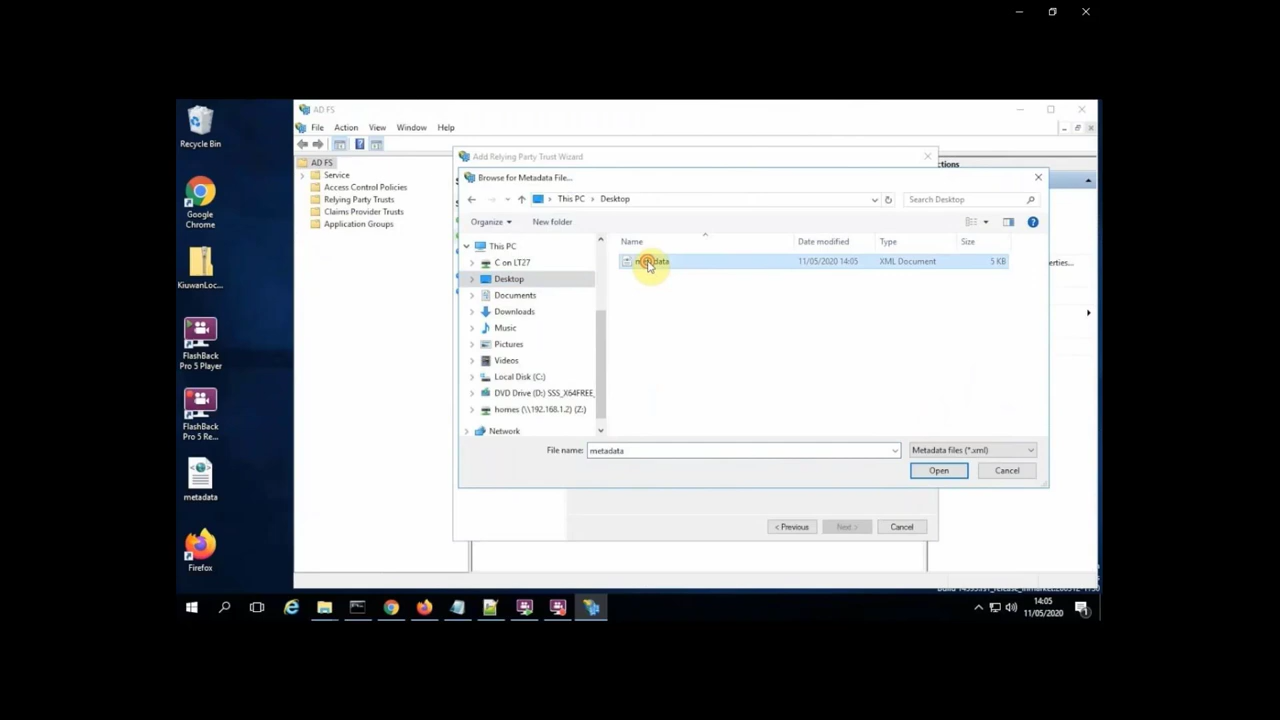 Recycle Bin
Google
Chrome
KiuwanLoc...
FlashBack
Pro 5 Player
FlashBack
Pro 5 Re...
metadata
Firefox
AD FS
File Action View Window Help
AD FS
Service
Access Control Policies
Relying Party Trusts
Claims Provider Trusts
Application Groups
Add Relying Party Trust Wizard
ctions
Browse for Metadata File...
This PC > Desktop
Search Desktop
Organize
New folder
Name Date modified Type Size
11/05/2020 14:05 XML Document 5 KB
erties...
This PC
C on LT27
Desktop
Documents
Downloads
Music
Pictures
Videos
Local Disk (C:)
DVD Drive (D:) SSS_X64FREE_
homes (\\192.168.1.2) (Z:)
Network
File name: metadata
Metadata files (*.xml)
Open Cancel
< Previous Next > Cancel
14:05
11/05/2020
1